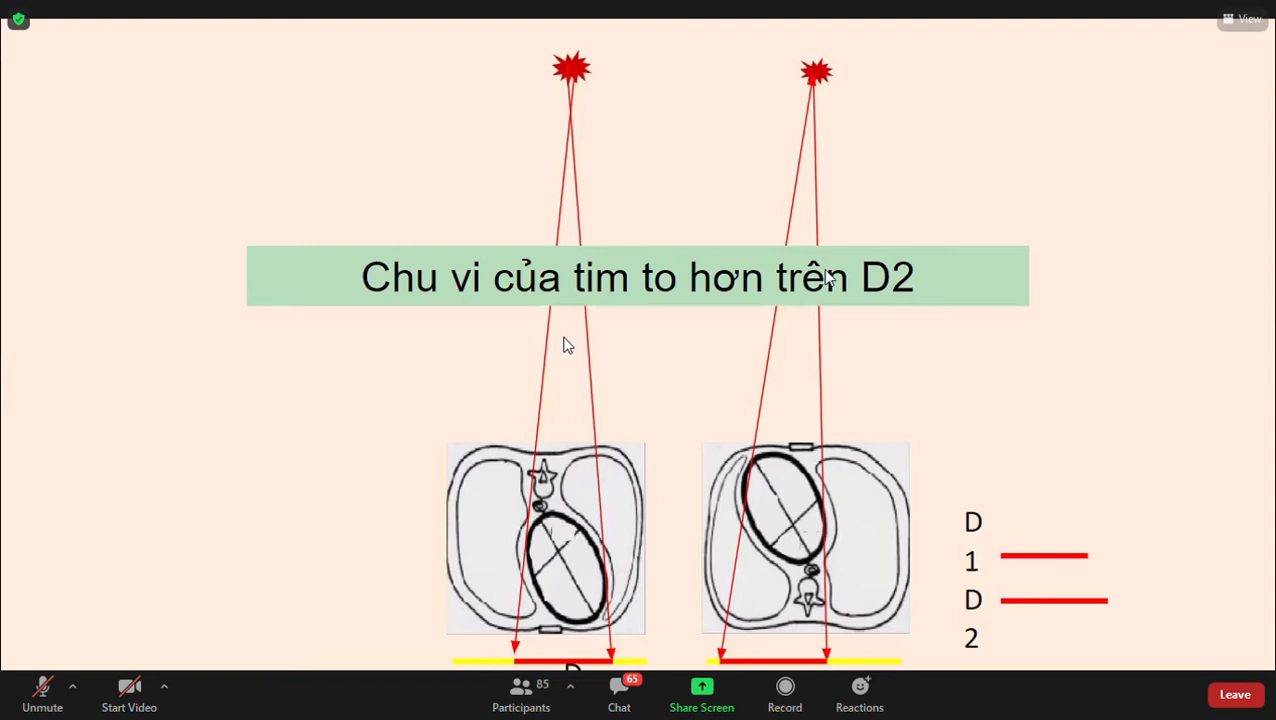 View
Chu vi của tim to hơn trên D2
D
1
D
2
D
Unmute
Start Video
85
Participants
65
Chat
Share Screen
Record
Reactions
Leave